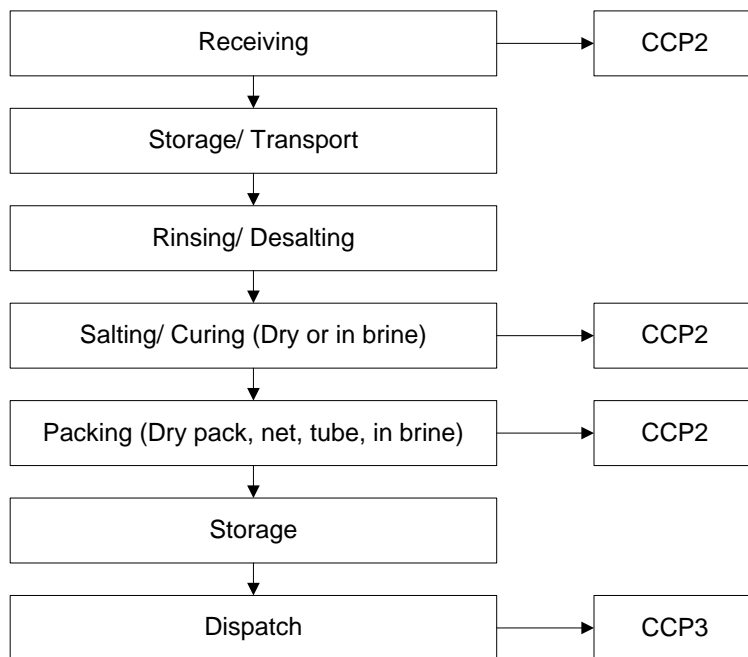 Receiving
CCP2
Storage/ Transport
Rinsing/ Desalting
Salting/ Curing (Dry or in brine)
CCP2
Packing (Dry pack, net, tube, in brine)
CCP2
Storage
Dispatch
CCP3